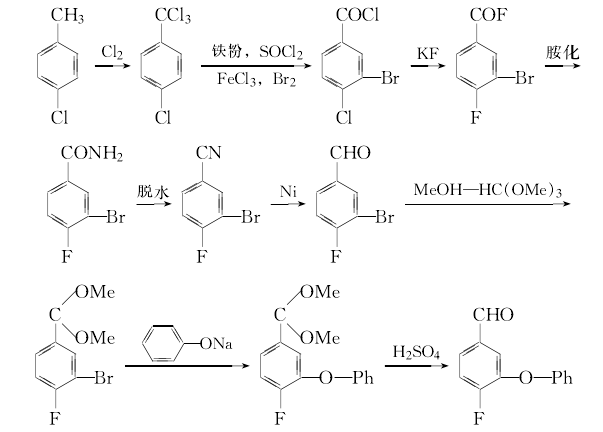 CH3 CCl3 COCl COF
Cl2 铁粉，SOCl2 KF 胺化
FeCl3，Br2 Br Br
Cl Cl Cl F
CONH2 CN CHO
脱水 Ni MeOH—HC(OMe)3
Br Br Br
F F F
OMe OMe
C OMe C OMe CHO
ONa H2SO4
Br O—Ph O—Ph
F F F